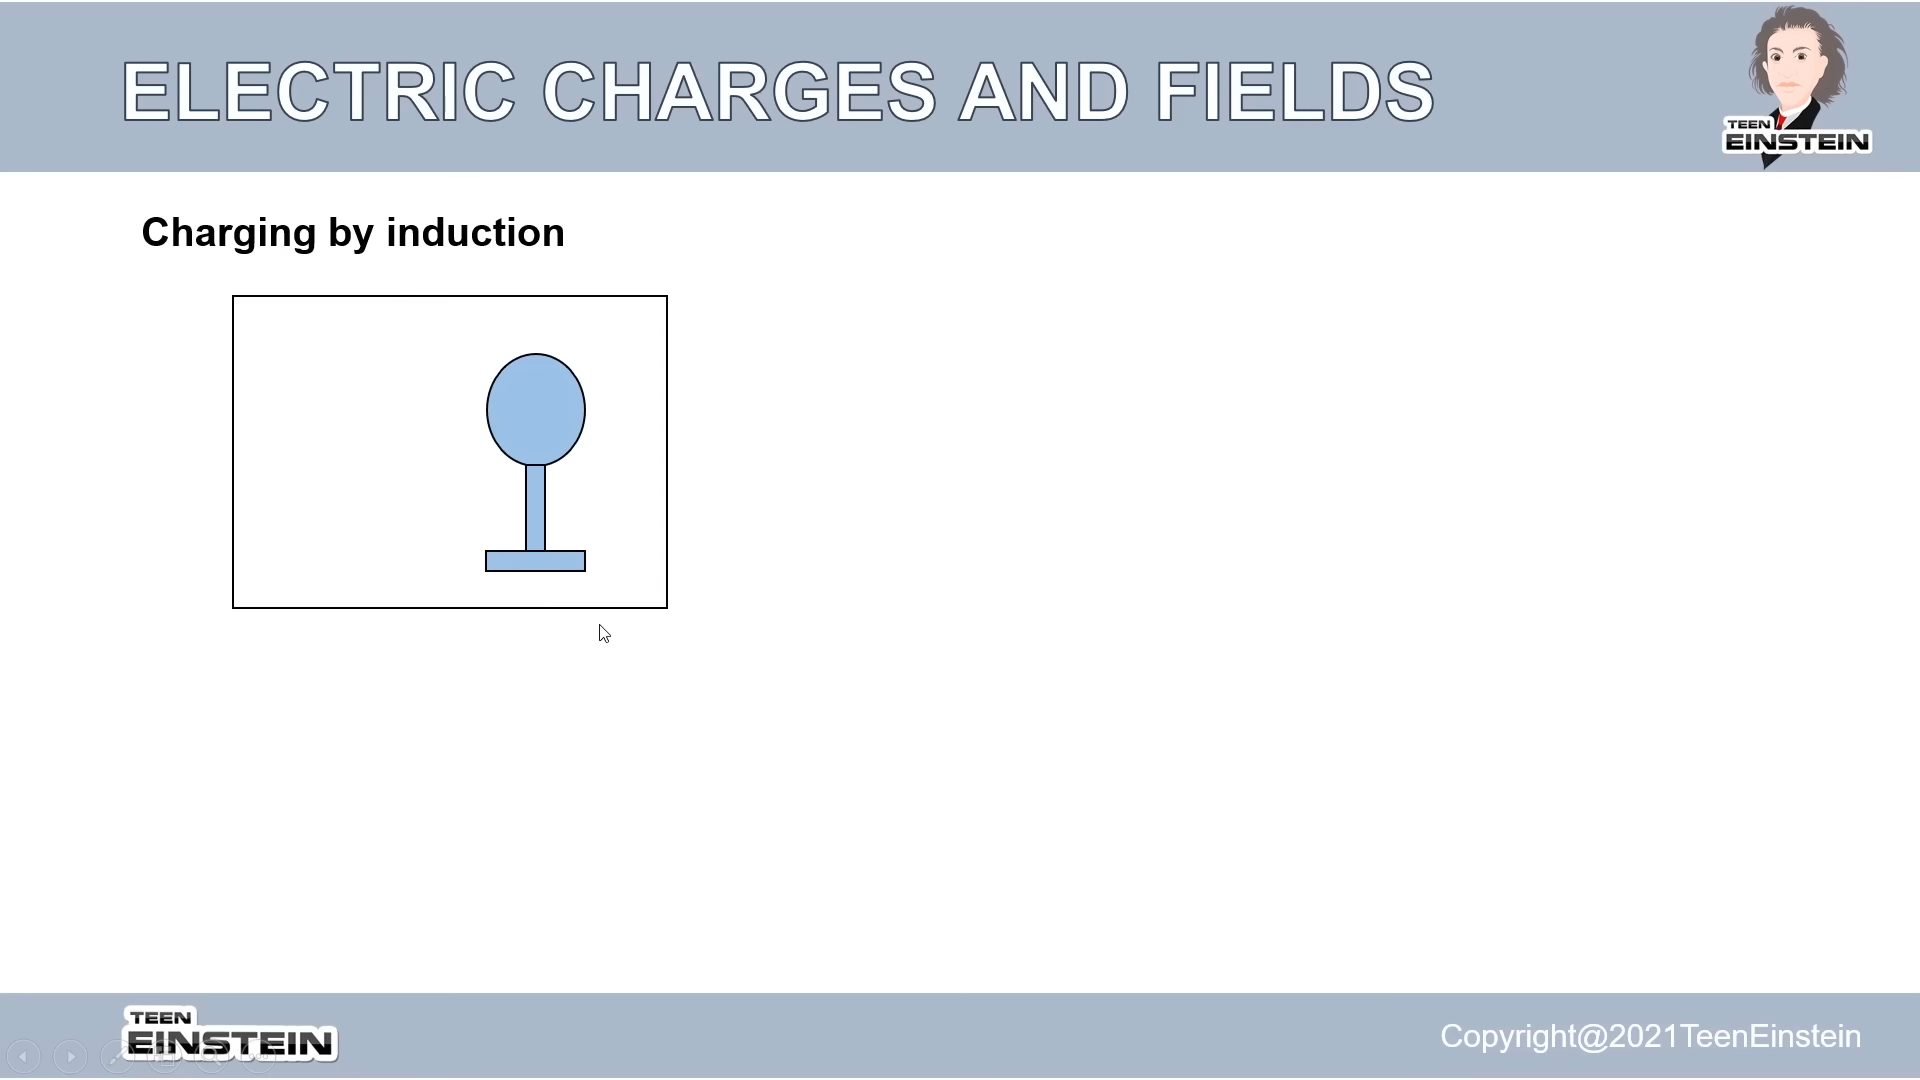 ELECTRIC CHARGES AND FIELDS
TEEN
EINSTEIN
Charging by induction
TEEN
EINSTEIN
Copyright@2021TeenEinstein